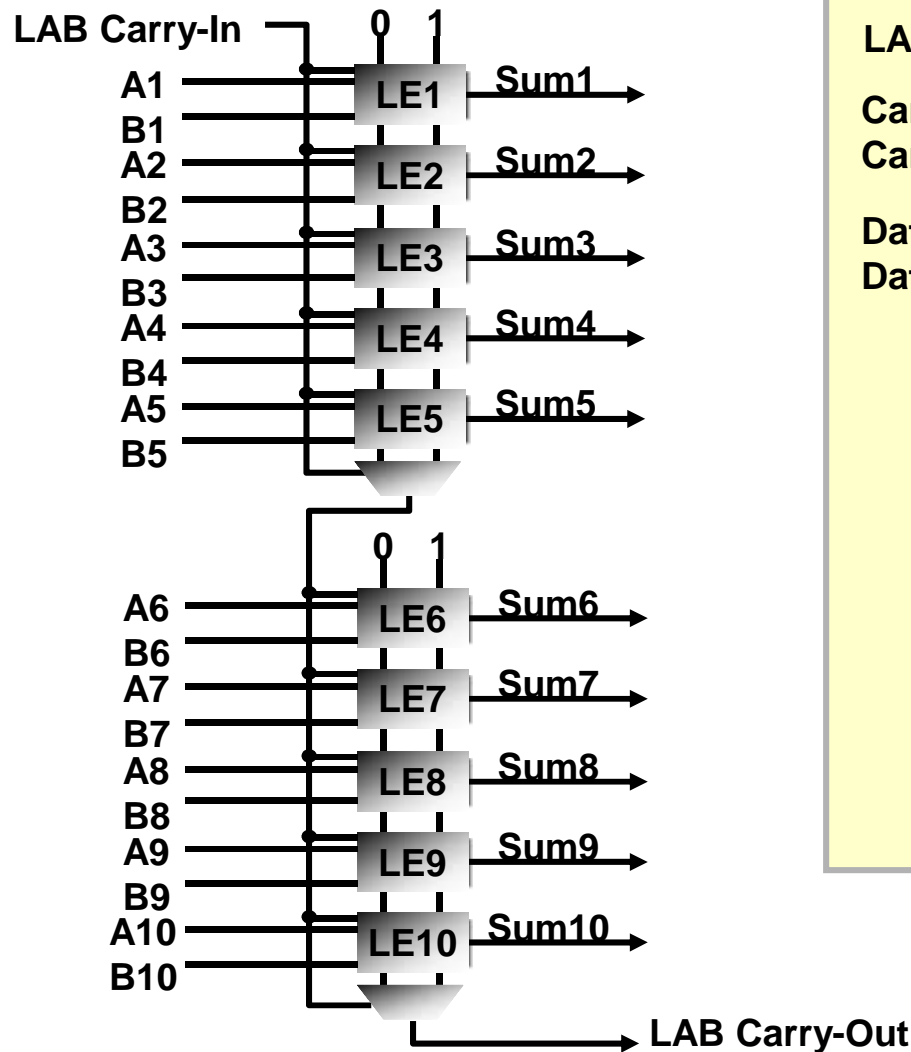 LAB Carry-In
0 1
A1
LE1
Sum1
B1
A2
LE2
Sum2
B2
A3
LE3
Sum3
B3
A4
LE4
Sum4
B4
A5
LE5
Sum5
B5
0 1
A6
LE6
Sum6
B6
A7
LE7
Sum7
B7
A8
LE8
Sum8
B8
A9
LE9
Sum9
B9
A10
LE10
Sum10
B10
LAB Carry-Out